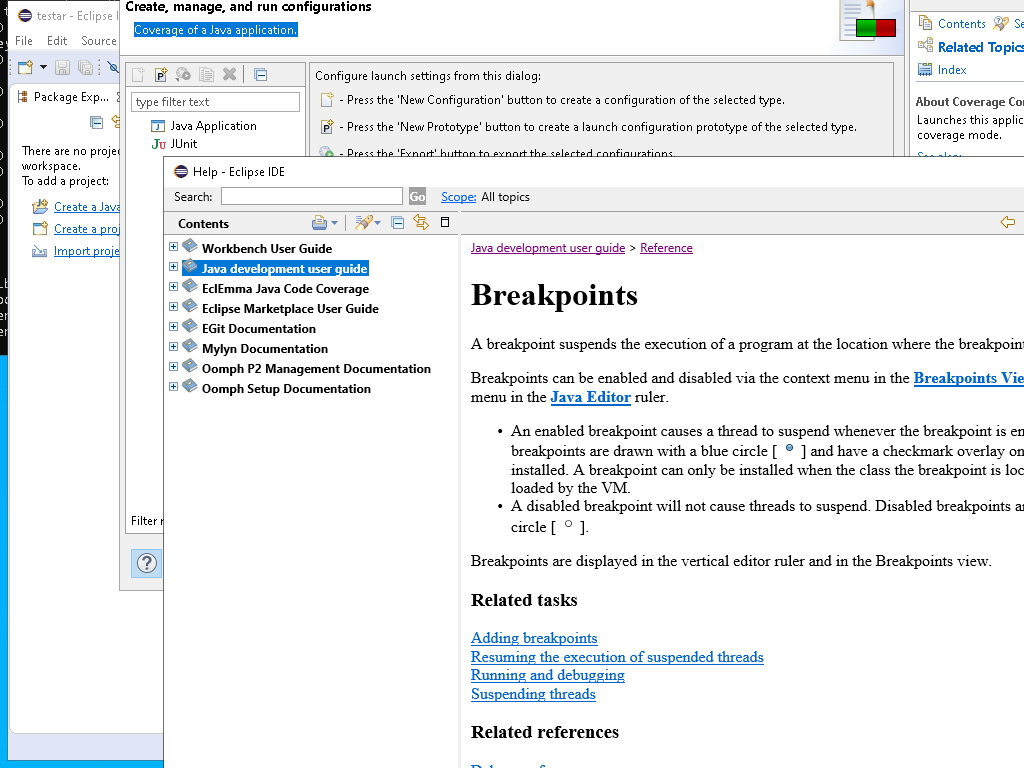 testar - Eclipse I
File Edit Source
Package Exp...
There are no projec
workspace.
To add a project:
Create a Java
Create a proj
Import proje
Create, manage, and run configurations
Coverage of a Java application.
type filter text
Java Application
JUnit
Filter
Configure launch settings from this dialog:
- Press the 'New Configuration' button to create a configuration of the selected type.
- Press the 'New Prototype' button to create a launch configuration prototype of the selected type.
- Press the 'Export' button to export the selected configurations.
Contents Se
Related Topics
Index
About Coverage Co
Launches this applic
coverage mode.
See also:
Help - Eclipse IDE
Search: Go Scope: All topics
Contents
Workbench User Guide
Java development user guide
EclEmma Java Code Coverage
Eclipse Marketplace User Guide
EGit Documentation
Mylyn Documentation
Oomph P2 Management Documentation
Oomph Setup Documentation
Java development user guide > Reference
Breakpoints
A breakpoint suspends the execution of a program at the location where the breakpoint
Breakpoints can be enabled and disabled via the context menu in the Breakpoints Vie
menu in the Java Editor ruler.
• An enabled breakpoint causes a thread to suspend whenever the breakpoint is en
breakpoints are drawn with a blue circle [ ] and have a checkmark overlay on
installed. A breakpoint can only be installed when the class the breakpoint is loc
loaded by the VM.
• A disabled breakpoint will not cause threads to suspend. Disabled breakpoints a
circle [ ].
Breakpoints are displayed in the vertical editor ruler and in the Breakpoints view.
Related tasks
Adding breakpoints
Resuming the execution of suspended threads
Running and debugging
Suspending threads
Related references